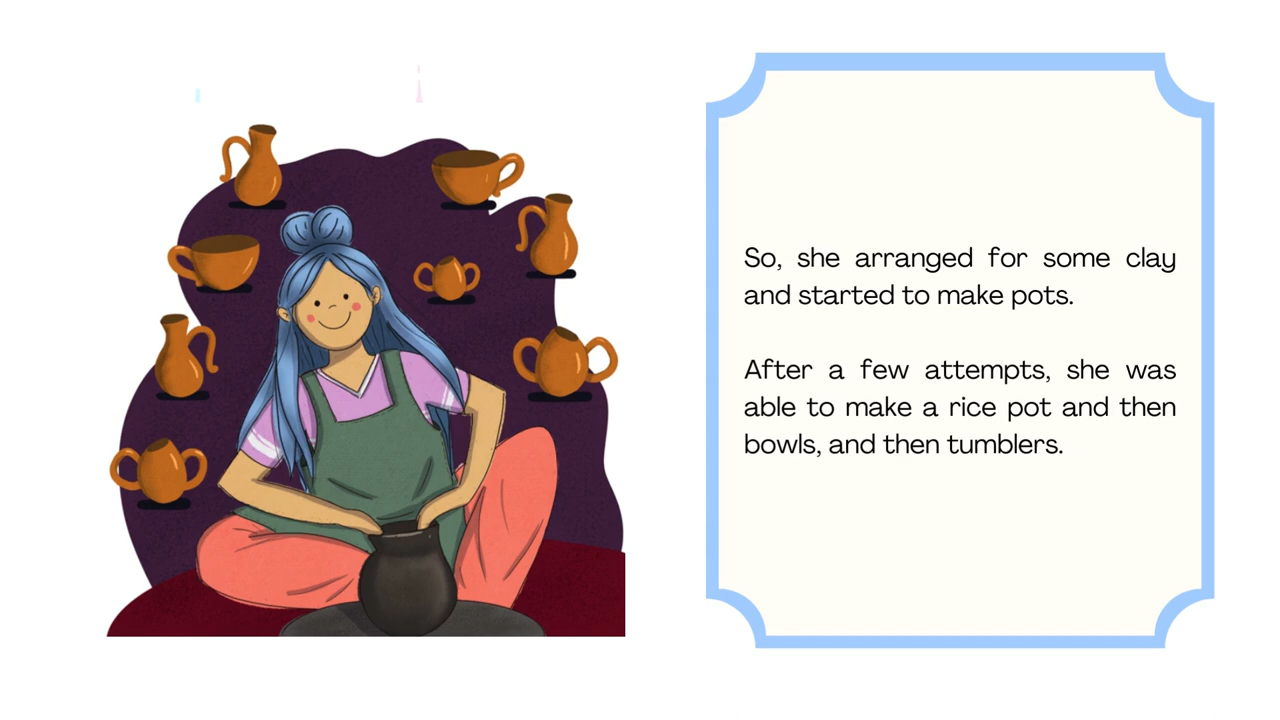 So, she arranged for some clay
and started to make pots.
After a few attempts, she was
able to make a rice pot and then
bowls, and then tumblers.